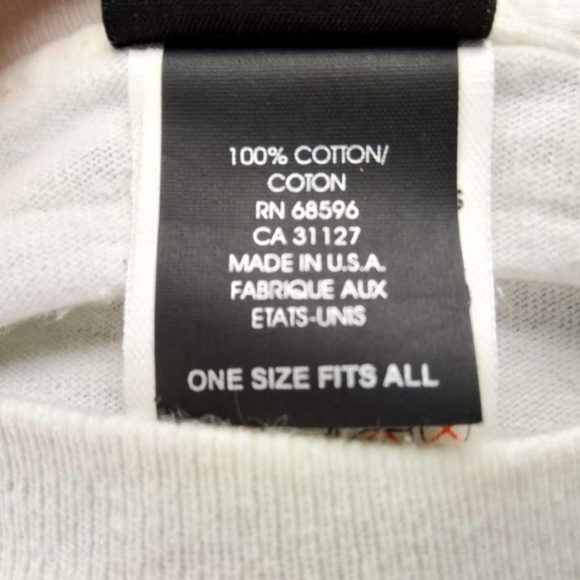 100% COTTON/
COTON
RN 68596
CA 31127
MADE IN U.S.A.
FABRIQUE AUX
ETATS-UNIS
ONE SIZE FITS ALL